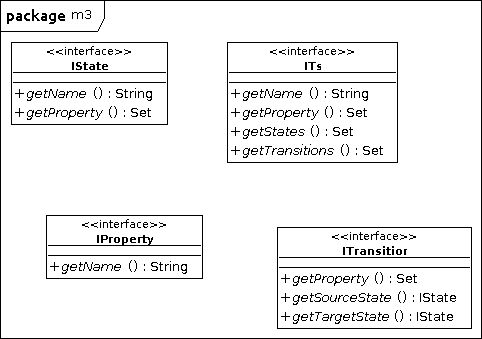 package m3
<<interface>>
IState
+getName () : String
+getProperty () : Set
<<interface>>
ITs
+getName () : String
+getProperty () : Set
+getStates () : Set
+getTransitions () : Set
<<interface>>
IProperty
+getName () : String
<<interface>>
ITransitior
+getProperty () : Set
+getSourceState () : IState
+getTargetState () : IState